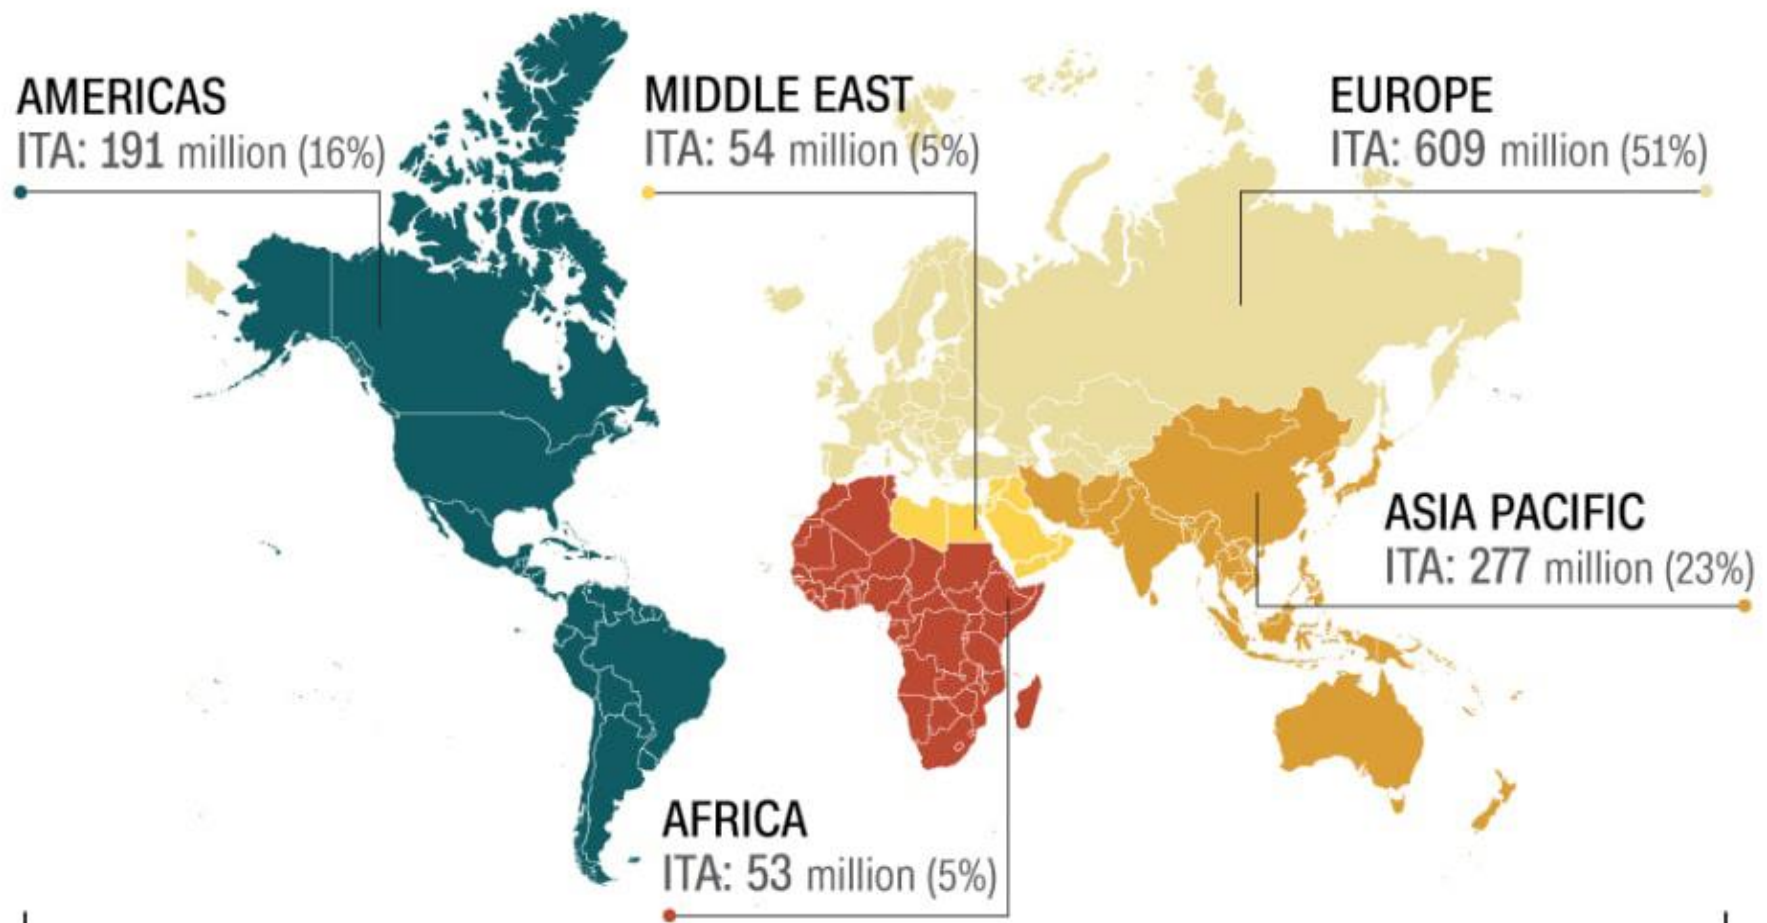 AMERICAS
ITA: 191 million (16%)
MIDDLE EAST
ITA: 54 million (5%)
EUROPE
ITA: 609 million (51%)
ASIA PACIFIC
ITA: 277 million (23%)
AFRICA
ITA: 53 million (5%)